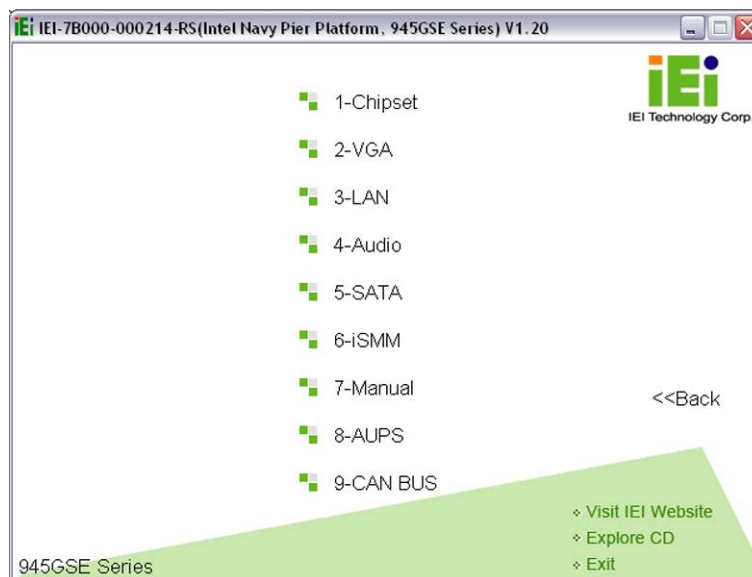 iEi IEI-7B000-000214-RS(Intel Navy Pier Platform, 945GSE Series) V1.20
iEi
IEI Technology Corp.
1-Chipset
2-VGA
3-LAN
4-Audio
5-SATA
6-iSMM
7-Manual
<<Back
8-AUPS
9-CAN BUS
Visit IEI Website
Explore CD
Exit
945GSE Series